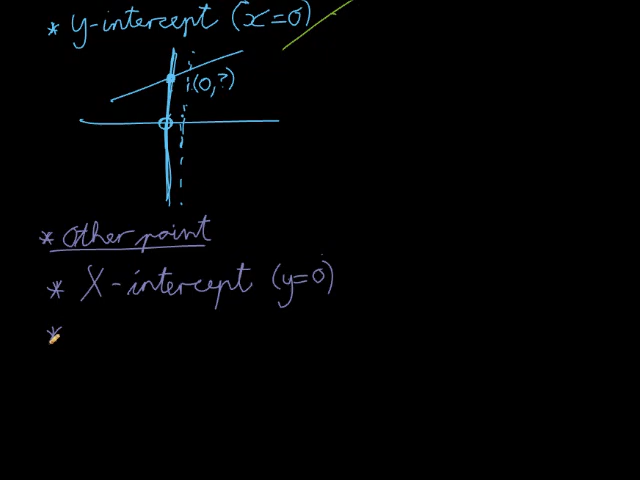 * y-intercept (x=0)
(0,?)
* Other point
* X-intercept (y=0)
*